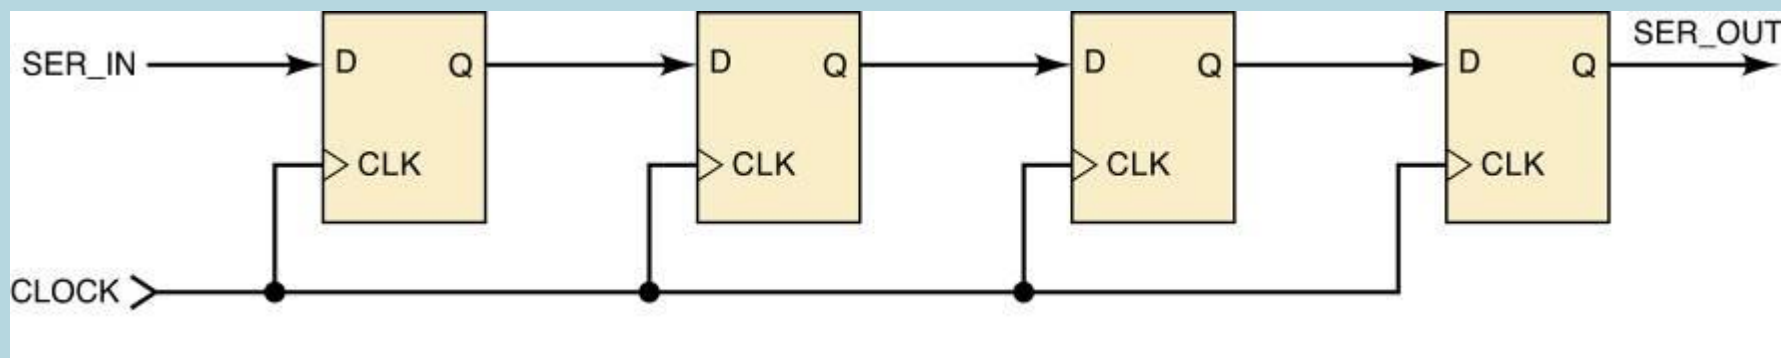 SER_IN
D Q D Q D Q D Q
SER_OUT
CLK CLK CLK CLK
CLOCK